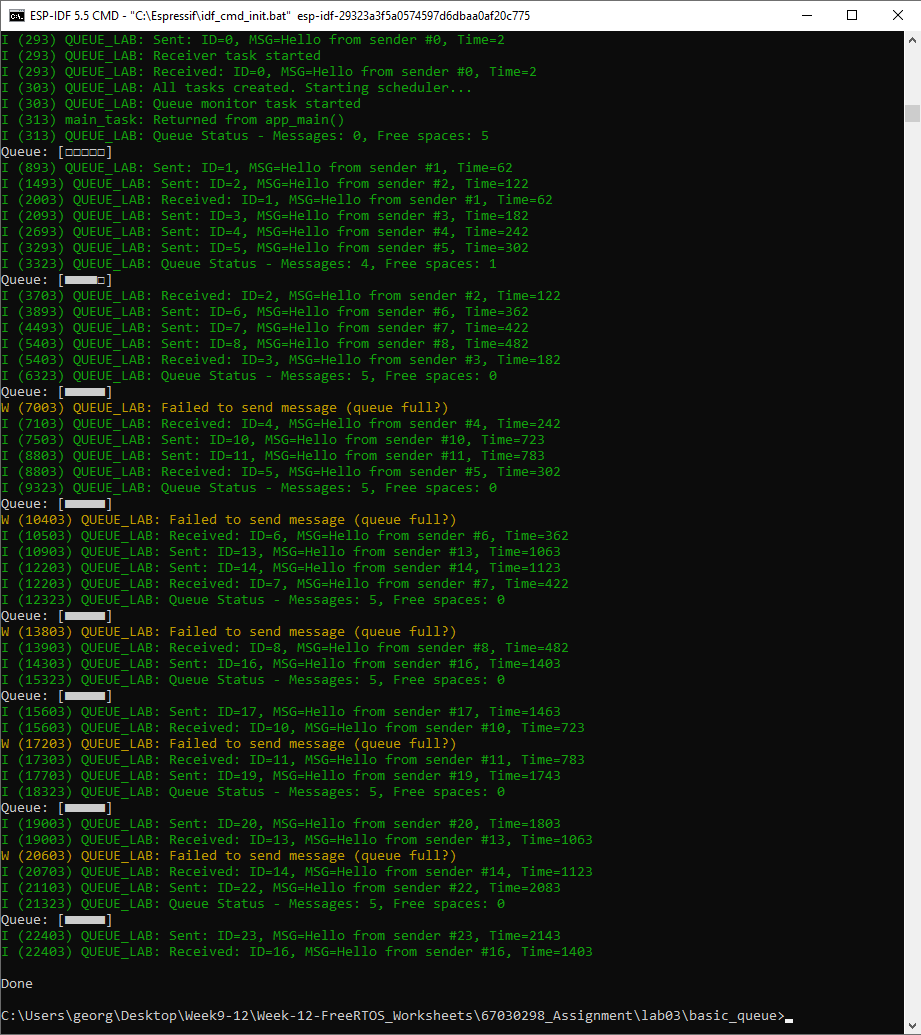 ESP-IDF 5.5 CMD - "C:\Espressif\idf_cmd_init.bat" esp-idf-29323a3f5a0574597d6dbaa0af20c775
I (293) QUEUE_LAB: Sent: ID=0, MSG=Hello from sender #0, Time=2
I (293) QUEUE_LAB: Receiver task started
I (293) QUEUE_LAB: Received: ID=0, MSG=Hello from sender #0, Time=2
I (303) QUEUE_LAB: All tasks created. Starting scheduler...
I (303) QUEUE_LAB: Queue monitor task started
I (313) main_task: Returned from app_main()
I (313) QUEUE_LAB: Queue Status - Messages: 0, Free spaces: 5
Queue: [□□□□□]
I (893) QUEUE_LAB: Sent: ID=1, MSG=Hello from sender #1, Time=62
I (1493) QUEUE_LAB: Sent: ID=2, MSG=Hello from sender #2, Time=122
I (2003) QUEUE_LAB: Received: ID=1, MSG=Hello from sender #1, Time=62
I (2093) QUEUE_LAB: Sent: ID=3, MSG=Hello from sender #3, Time=182
I (2693) QUEUE_LAB: Sent: ID=4, MSG=Hello from sender #4, Time=242
I (3293) QUEUE_LAB: Sent: ID=5, MSG=Hello from sender #5, Time=302
I (3323) QUEUE_LAB: Queue Status - Messages: 4, Free spaces: 1
Queue: [■■■■□]
I (3703) QUEUE_LAB: Received: ID=2, MSG=Hello from sender #2, Time=122
I (3893) QUEUE_LAB: Sent: ID=6, MSG=Hello from sender #6, Time=362
I (4493) QUEUE_LAB: Sent: ID=7, MSG=Hello from sender #7, Time=422
I (5403) QUEUE_LAB: Sent: ID=8, MSG=Hello from sender #8, Time=482
I (5403) QUEUE_LAB: Received: ID=3, MSG=Hello from sender #3, Time=182
I (6323) QUEUE_LAB: Queue Status - Messages: 5, Free spaces: 0
Queue: [■■■■■]
W (7003) QUEUE_LAB: Failed to send message (queue full?)
I (7103) QUEUE_LAB: Received: ID=4, MSG=Hello from sender #4, Time=242
I (7503) QUEUE_LAB: Sent: ID=10, MSG=Hello from sender #10, Time=723
I (8803) QUEUE_LAB: Sent: ID=11, MSG=Hello from sender #11, Time=783
I (8803) QUEUE_LAB: Received: ID=5, MSG=Hello from sender #5, Time=302
I (9323) QUEUE_LAB: Queue Status - Messages: 5, Free spaces: 0
Queue: [■■■■■]
W (10403) QUEUE_LAB: Failed to send message (queue full?)
I (10503) QUEUE_LAB: Received: ID=6, MSG=Hello from sender #6, Time=362
I (10903) QUEUE_LAB: Sent: ID=13, MSG=Hello from sender #13, Time=1063
I (12203) QUEUE_LAB: Sent: ID=14, MSG=Hello from sender #14, Time=1123
I (12203) QUEUE_LAB: Received: ID=7, MSG=Hello from sender #7, Time=422
I (12323) QUEUE_LAB: Queue Status - Messages: 5, Free spaces: 0
Queue: [■■■■■]
W (13803) QUEUE_LAB: Failed to send message (queue full?)
I (13903) QUEUE_LAB: Received: ID=8, MSG=Hello from sender #8, Time=482
I (14303) QUEUE_LAB: Sent: ID=16, MSG=Hello from sender #16, Time=1403
I (15323) QUEUE_LAB: Queue Status - Messages: 5, Free spaces: 0
Queue: [■■■■■]
I (15603) QUEUE_LAB: Sent: ID=17, MSG=Hello from sender #17, Time=1463
I (15603) QUEUE_LAB: Received: ID=10, MSG=Hello from sender #10, Time=723
W (17203) QUEUE_LAB: Failed to send message (queue full?)
I (17303) QUEUE_LAB: Received: ID=11, MSG=Hello from sender #11, Time=783
I (17703) QUEUE_LAB: Sent: ID=19, MSG=Hello from sender #19, Time=1743
I (18323) QUEUE_LAB: Queue Status - Messages: 5, Free spaces: 0
Queue: [■■■■■]
I (19003) QUEUE_LAB: Sent: ID=20, MSG=Hello from sender #20, Time=1803
I (19003) QUEUE_LAB: Received: ID=13, MSG=Hello from sender #13, Time=1063
W (20603) QUEUE_LAB: Failed to send message (queue full?)
I (20703) QUEUE_LAB: Received: ID=14, MSG=Hello from sender #14, Time=1123
I (21103) QUEUE_LAB: Sent: ID=22, MSG=Hello from sender #22, Time=2083
I (21323) QUEUE_LAB: Queue Status - Messages: 5, Free spaces: 0
Queue: [■■■■■]
I (22403) QUEUE_LAB: Sent: ID=23, MSG=Hello from sender #23, Time=2143
I (22403) QUEUE_LAB: Received: ID=16, MSG=Hello from sender #16, Time=1403
Done
C:\Users\georg\Desktop\Week9-12\Week-12-FreeRTOS_Worksheets\67030298_Assignment\lab03\basic_queue>